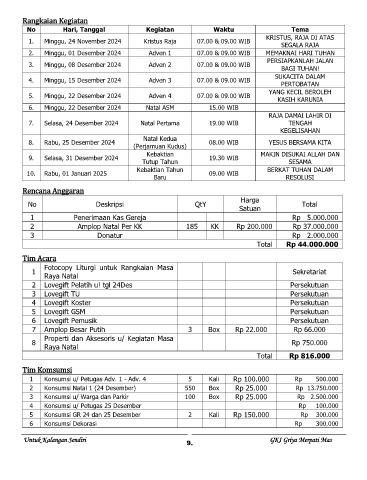 Rangkaian Kegiatan
No Hari, Tanggal Kegiatan Waktu Tema
1. Minggu, 24 November 2024 Kristus Raja 07.00 & 09.00 WIB KRISTUS, RAJA DI ATAS
SEGALA RAJA
2. Minggu, 01 Desember 2024 Adven 1 07.00 & 09.00 WIB MEMAKNAI HARI TUHAN
3. Minggu, 08 Desember 2024 Adven 2 07.00 & 09.00 WIB PERSIAPKANLAH JALAN
BAGI TUHAN!
4. Minggu, 15 Desember 2024 Adven 3 07.00 & 09.00 WIB SUKACITA DALAM
PERTOBATAN
5. Minggu, 22 Desember 2024 Adven 4 07.00 & 09.00 WIB YANG KECIL BEROLEH
KASIH KARUNIA
6. Minggu, 22 Desember 2024 Natal ASM 15.00 WIB
7. Selasa, 24 Desember 2024 Natal Pertama 19.00 WIB RAJA DAMAI LAHIR DI
TENGAH
KEGELISAHAN
8. Rabu, 25 Desember 2024 Natal Kedua
(Perjamuan Kudus) 08.00 WIB YESUS BERSAMA KITA
9. Selasa, 31 Desember 2024 Kebaktian
Tutup Tahun 19.30 WIB MAKIN DISUKAI ALLAH DAN
SESAMA
10. Rabu, 01 Januari 2025 Kebaktian Tahun
Baru 09.00 WIB BERKAT TUHAN DALAM
RESOLUSI
Rencana Anggaran
No Deskripsi QtY Harga
Satuan Total
1 Penerimaan Kas Gereja Rp 5.000.000
2 Amplop Natal Per KK 185 KK Rp 200.000 Rp 37.000.000
3 Donatur Rp 2.000.000
Total Rp 44.000.000
Tim Acara
1 Fotocopy Liturgi untuk Rangkaian Masa
Raya Natal Sekretariat
2 Lovegift Pelatih u/ tgl 24Des Persekutuan
3 Lovegift TU Persekutuan
4 Lovegift Koster Persekutuan
5 Lovegift GSM Persekutuan
6 Lovegift Pemusik Persekutuan
7 Amplop Besar Putih 3 Box Rp 22.000 Rp 66.000
8 Properti dan Aksesoris u/ Kegiatan Masa
Raya Natal Rp 750.000
Total Rp 816.000
Tim Komsumsi
1 Konsumsi u/ Petugas Adv. 1 - Adv. 4 5 Kali Rp 100.000 Rp 500.000
2 Konsumsi Natal 1 (24 Desember) 550 Box Rp 25.000 Rp 13.750.000
3 Konsumsi u/ Warga dan Parkir 100 Box Rp 25.000 Rp 2.500.000
4 Konsumsi u/ Petugas 25 Desember Rp 100.000
5 Konsumsi GR 24 dan 25 Desember 2 Kali Rp 150.000 Rp 300.000
6 Konsumsi Dekorasi Rp 300.000
Untuk Kalangan Sendiri 9. GKI Griya Merpati Mas